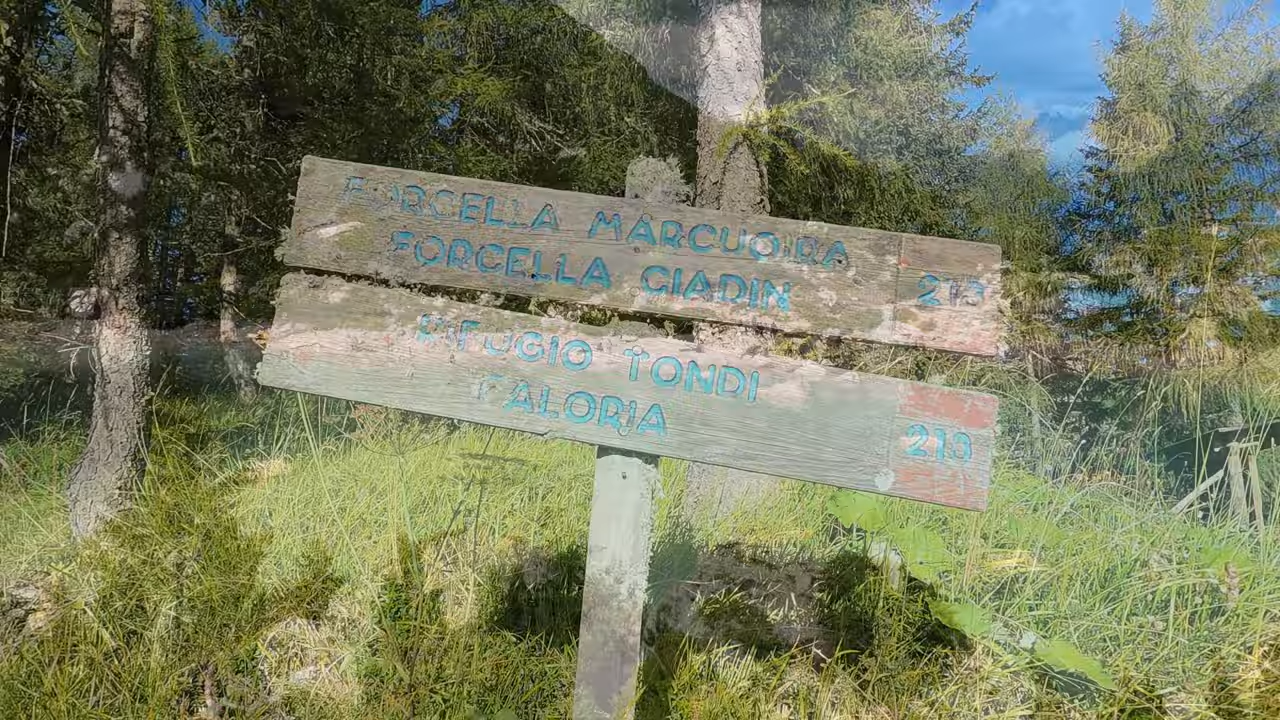 FORCELLA MARCUOIRA
FORCELLA CIADIN 213
RIFUGIO TONDI
FALORIA 213